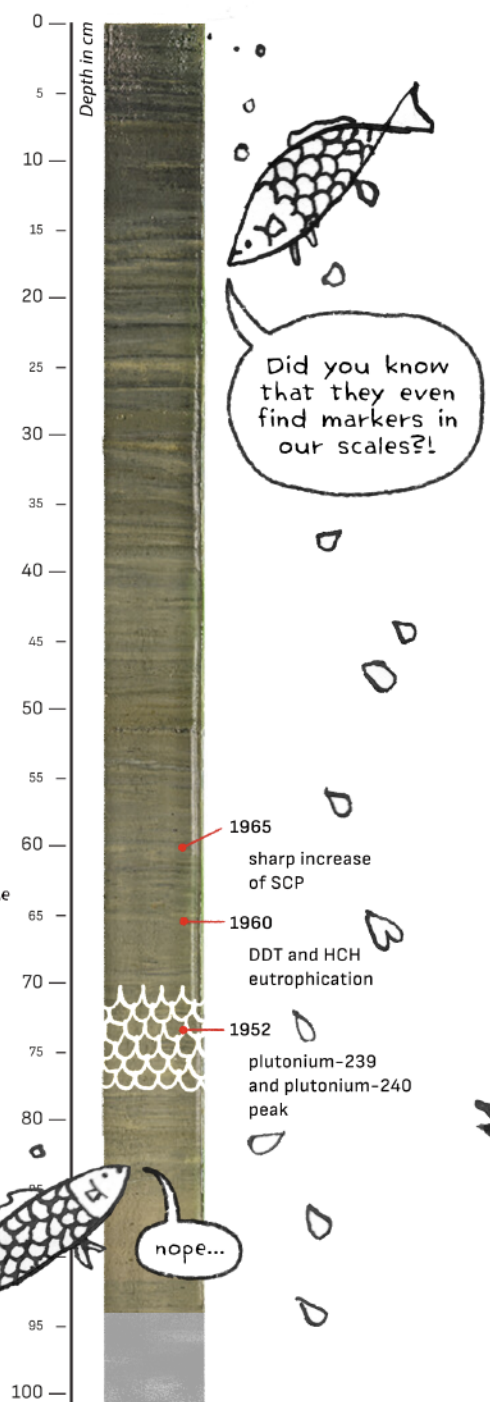 0
Depth in cm
5
10
15
20
Did you know
that they even
find markers in
our scales?!
25
30
35
40
45
50
55
1965
60
sharp increase
of SCP
65
1960
DDT and HCH
eutrophication
70
1952
75
plutonium-239
and plutonium-240
peak
80
85
nope...
95
100